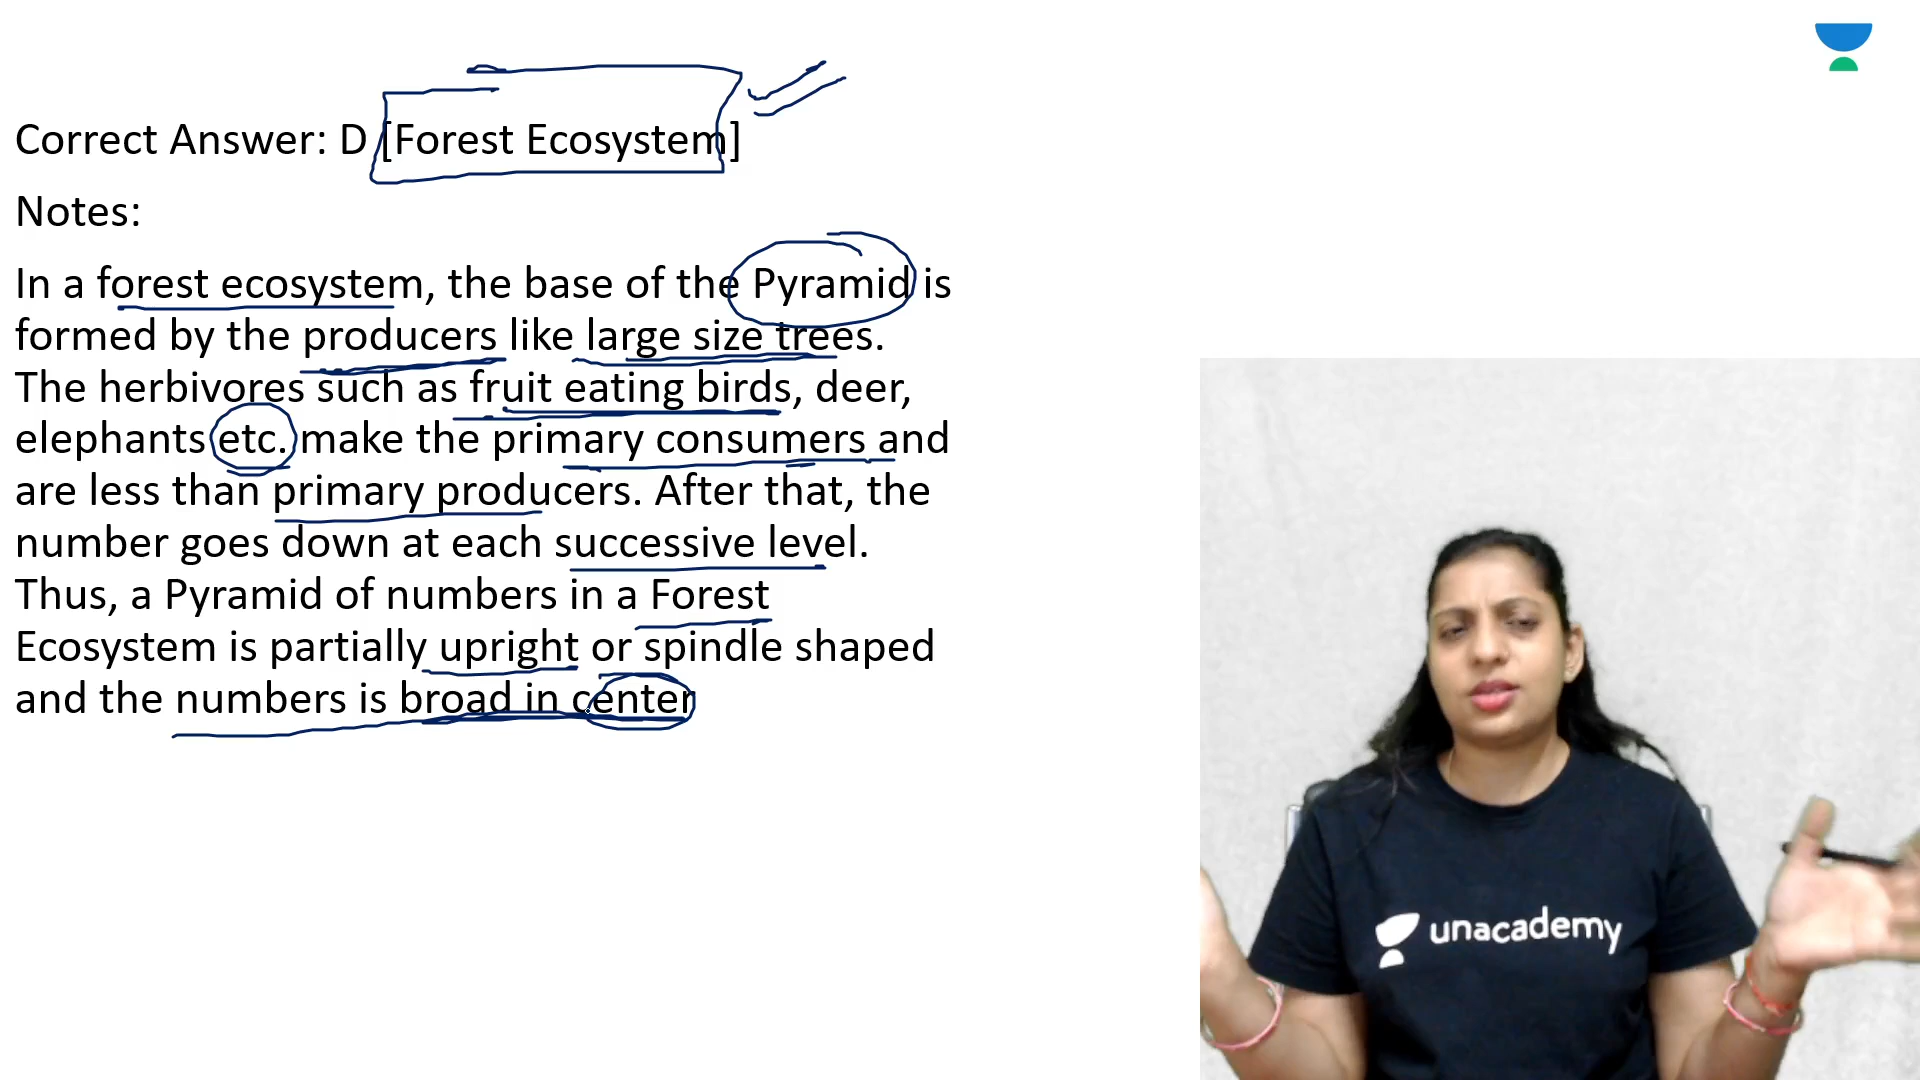 Correct Answer: D [Forest Ecosystem]
Notes:
In a forest ecosystem, the base of the Pyramid is
formed by the producers like large size trees.
The herbivores such as fruit eating birds, deer,
elephants etc. make the primary consumers and
are less than primary producers. After that, the
number goes down at each successive level.
Thus, a Pyramid of numbers in a Forest
Ecosystem is partially upright or spindle shaped
and the numbers is broad in center
unacademy